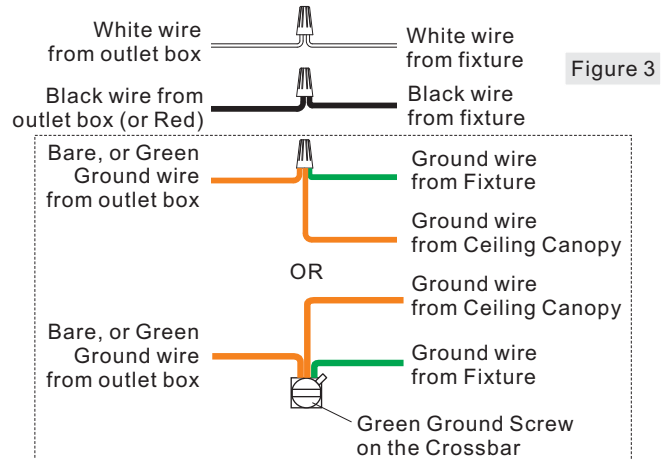 White wire
from outlet box
White wire
from fixture
Figure 3
Black wire from
outlet box (or Red)
Black wire
from fixture
Bare, or Green
Ground wire
from outlet box
Ground wire
from Fixture
Ground wire
from Ceiling Canopy
OR
Ground wire
from Ceiling Canopy
Bare, or Green
Ground wire
from outlet box
Ground wire
from Fixture
Green Ground Screw
on the Crossbar